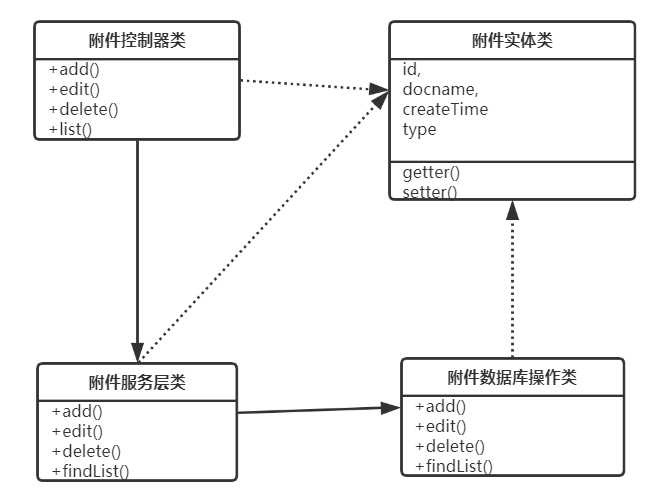 附件控制器类
+add()
+edit()
+delete()
+list()
附件实体类
id,
docname,
createTime
type
getter()
setter()
附件服务层类
+add()
+edit()
+delete()
+findList()
附件数据库操作类
+add()
+edit()
+delete()
+findList()